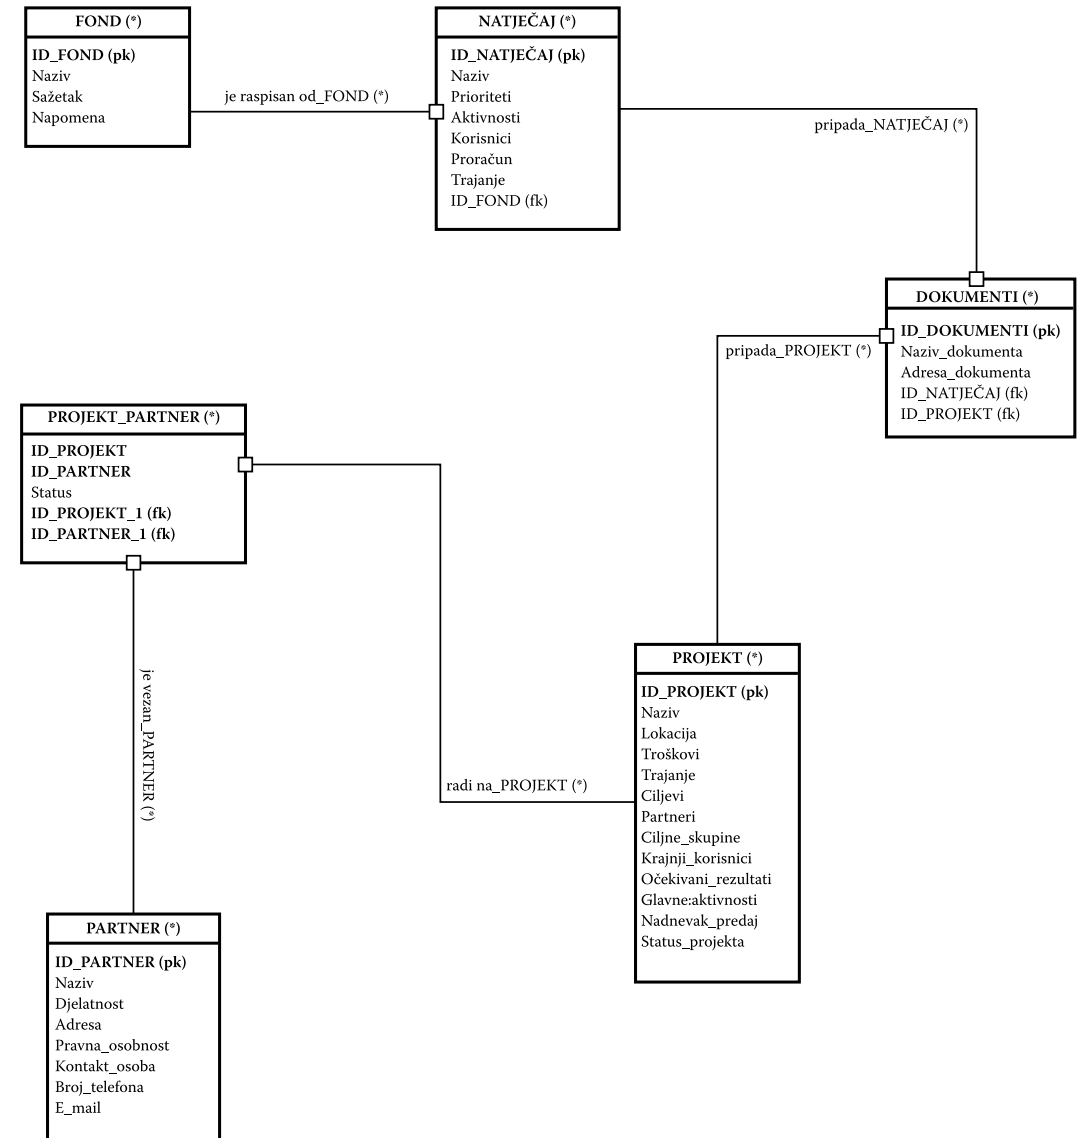 FOND (*)
ID_FOND (pk)
Naziv
Sažetak
Napomena
je raspisan od_FOND (*)
NATJEČAJ (*)
ID_NATJEČAJ (pk)
Naziv
Prioriteti
Aktivnosti
Korisnici
Proračun
Trajanje
ID_FOND (fk)
pripada_NATJEČAJ (*)
DOKUMENTI (*)
ID_DOKUMENTI (pk)
Naziv_dokumenta
Adresa_dokumenta
ID_NATJEČAJ (fk)
ID_PROJEKT (fk)
pripada_PROJEKT (*)
PROJEKT_PARTNER (*)
ID_PROJEKT
ID_PARTNER
Status
ID_PROJEKT_1 (fk)
ID_PARTNER_1 (fk)
je vezan_PARTNER (*)
radi na_PROJEKT (*)
PROJEKT (*)
ID_PROJEKT (pk)
Naziv
Lokacija
Troškovi
Trajanje
Ciljevi
Partneri
Ciljne_skupine
Krajnji_korisnici
Očekivani_rezultati
Glavne:aktivnosti
Nadnevak_predaj
Status_projekta
PARTNER (*)
ID_PARTNER (pk)
Naziv
Djelatnost
Adresa
Pravna_osobnost
Kontakt_osoba
Broj_telefona
E_mail